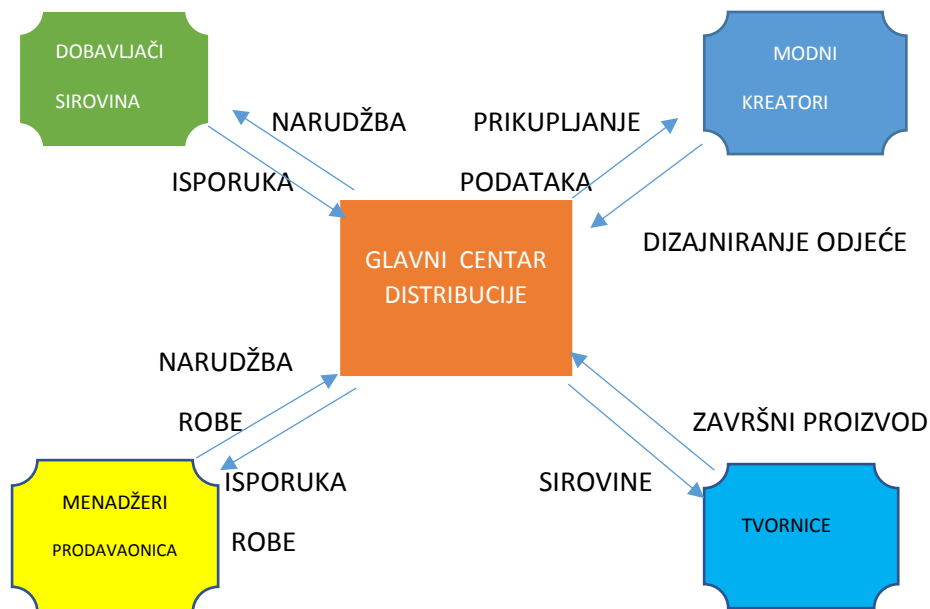 DOBAVLJAČI
SIROVINA
MODNI
KREATORI
NARUDŽBA
PRIKUPLJANJE
ISPORUKA
PODATAKA
DIZAJNIRANJE ODJEĆE
GLAVNI CENTAR
DISTRIBUCIJE
NARUDŽBA
ROBE
ZAVRŠNI PROIZVOD
ISPORUKA
ROBE
SIROVINE
MENADŽERI
PRODAVAONICA
TVORNICE